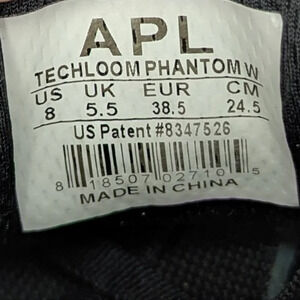 APL
TECHLOOM PHANTOM W
US UK EUR CM
8 5.5 38.5 24.5
US Patent #8347526
8 18507 02710 5
MADE IN CHINA